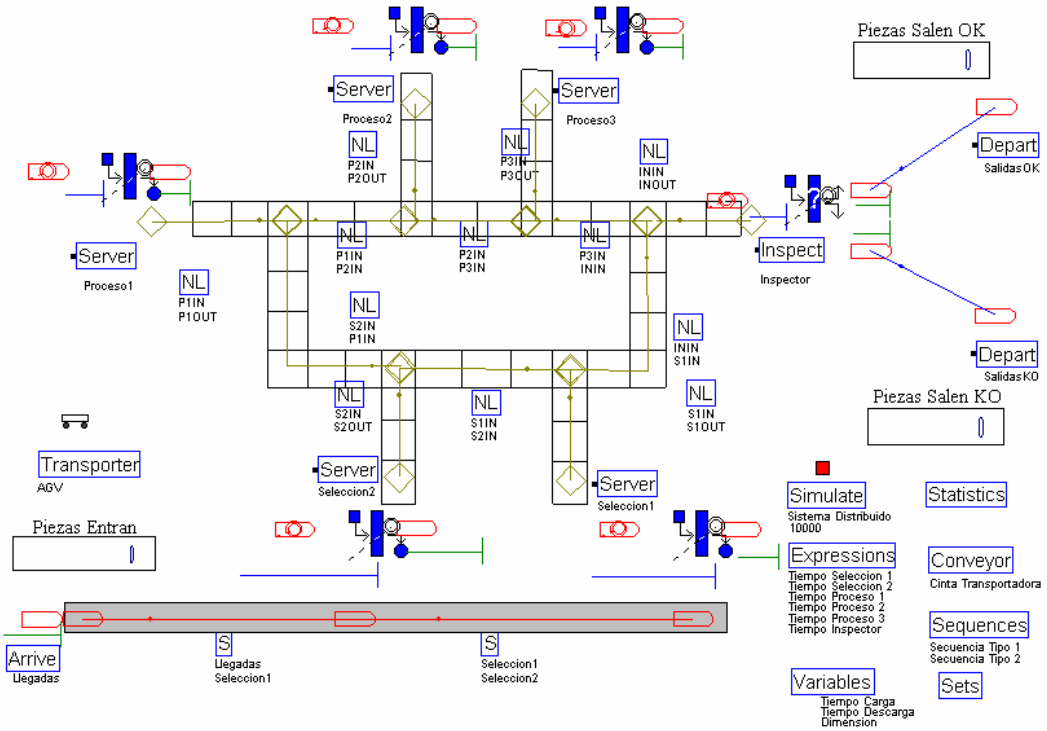 Piezas Salen OK
0
Server
Proceso2
Server
Proceso3
NL
P2IN
P2OUT
NL
P3IN
P3OUT
NL
ININ
INOUT
Depart
SalidasOK
Server
Proceso1
NL
P1IN
P1OUT
NL
P1IN
P2IN
NL
P2IN
P3IN
NL
P3IN
ININ
?
Inspect
Inspector
NL
S2IN
P1IN
NL
ININ
S1IN
Depart
SalidasKO
NL
S2IN
S2OUT
NL
S1IN
S2IN
NL
S1IN
S1OUT
Piezas Salen KO
0
Transporter
AGV
Server
Seleccion2
Server
Seleccion1
Piezas Entran
0
Simulate
Sistema Distribuido
10000
Statistics
Expressions
Tiempo Seleccion 1
Tiempo Seleccion 2
Tiempo Proceso 1
Tiempo Proceso 2
Tiempo Proceso 3
Tiempo Inspector
Conveyor
Cinta Transportadora
Sequences
Secuencia Tipo 1
Secuencia Tipo 2
Arrive
Llegadas
S
Llegadas
Seleccion1
S
Seleccion1
Seleccion2
Variables
Tiempo Carga
Tiempo Descarga
Dimension
Sets